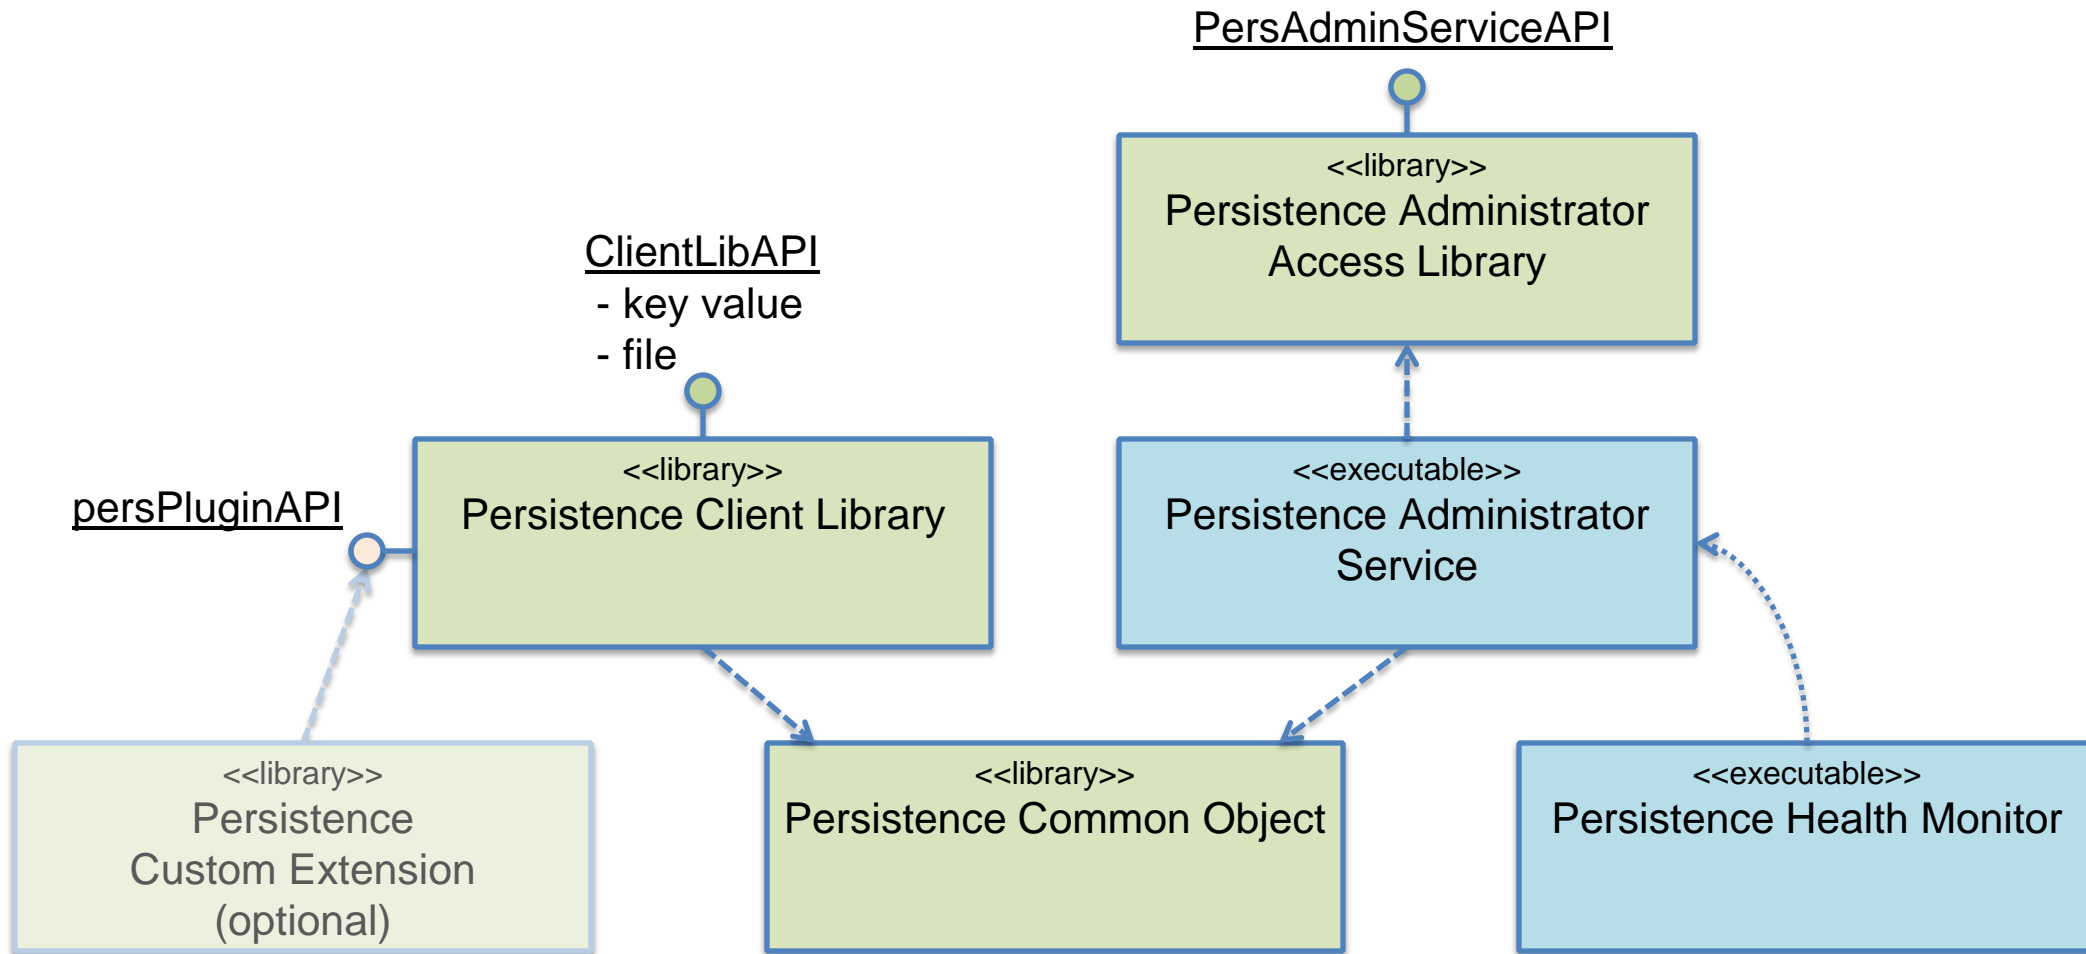 PersAdminServiceAPI
<<library>>
Persistence Administrator
Access Library
ClientLibAPI
- key value
- file
<<library>>
Persistence Client Library
<<executable>>
Persistence Administrator
Service
persPluginAPI
<<library>>
Persistence
Custom Extension
(optional)
<<library>>
Persistence Common Object
<<executable>>
Persistence Health Monitor